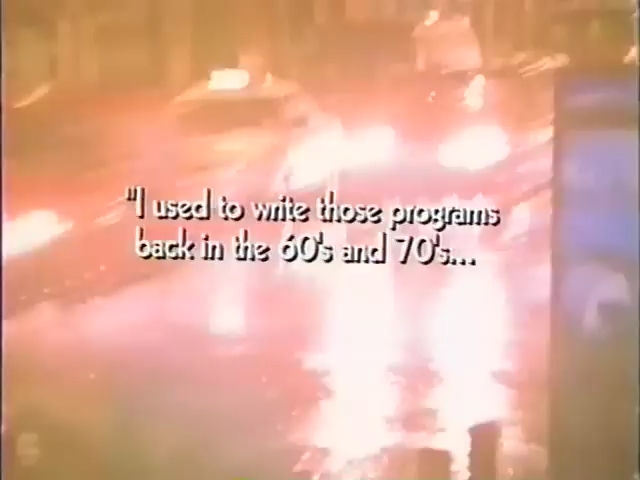 "I used to write those programs
back in the 60's and 70's...